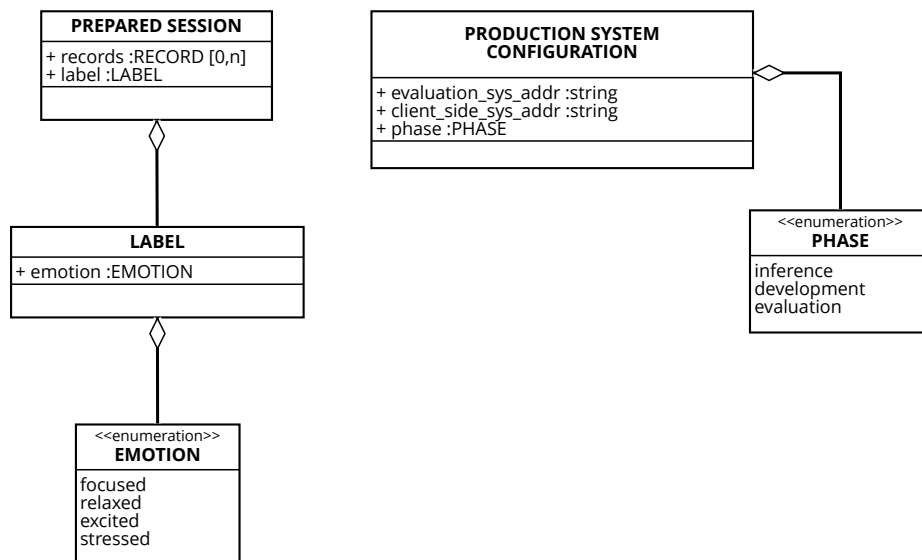 PREPARED SESSION
+ records :RECORD [0,n]
+ label :LABEL
LABEL
+ emotion :EMOTION
<<enumeration>>
EMOTION
focused
relaxed
excited
stressed
PRODUCTION SYSTEM
CONFIGURATION
+ evaluation_sys_addr :string
+ client_side_sys_addr :string
+ phase :PHASE
<<enumeration>>
PHASE
inference
development
evaluation